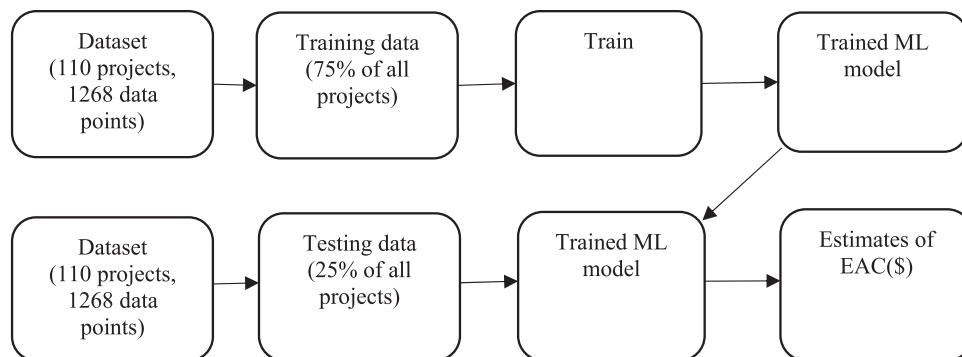 Dataset
(110 projects,
1268 data
points)
Training data
(75% of all
projects)
Train
Trained ML
model
Dataset
(110 projects,
1268 data
points)
Testing data
(25% of all
projects)
Trained ML
model
Estimates of
EAC($)